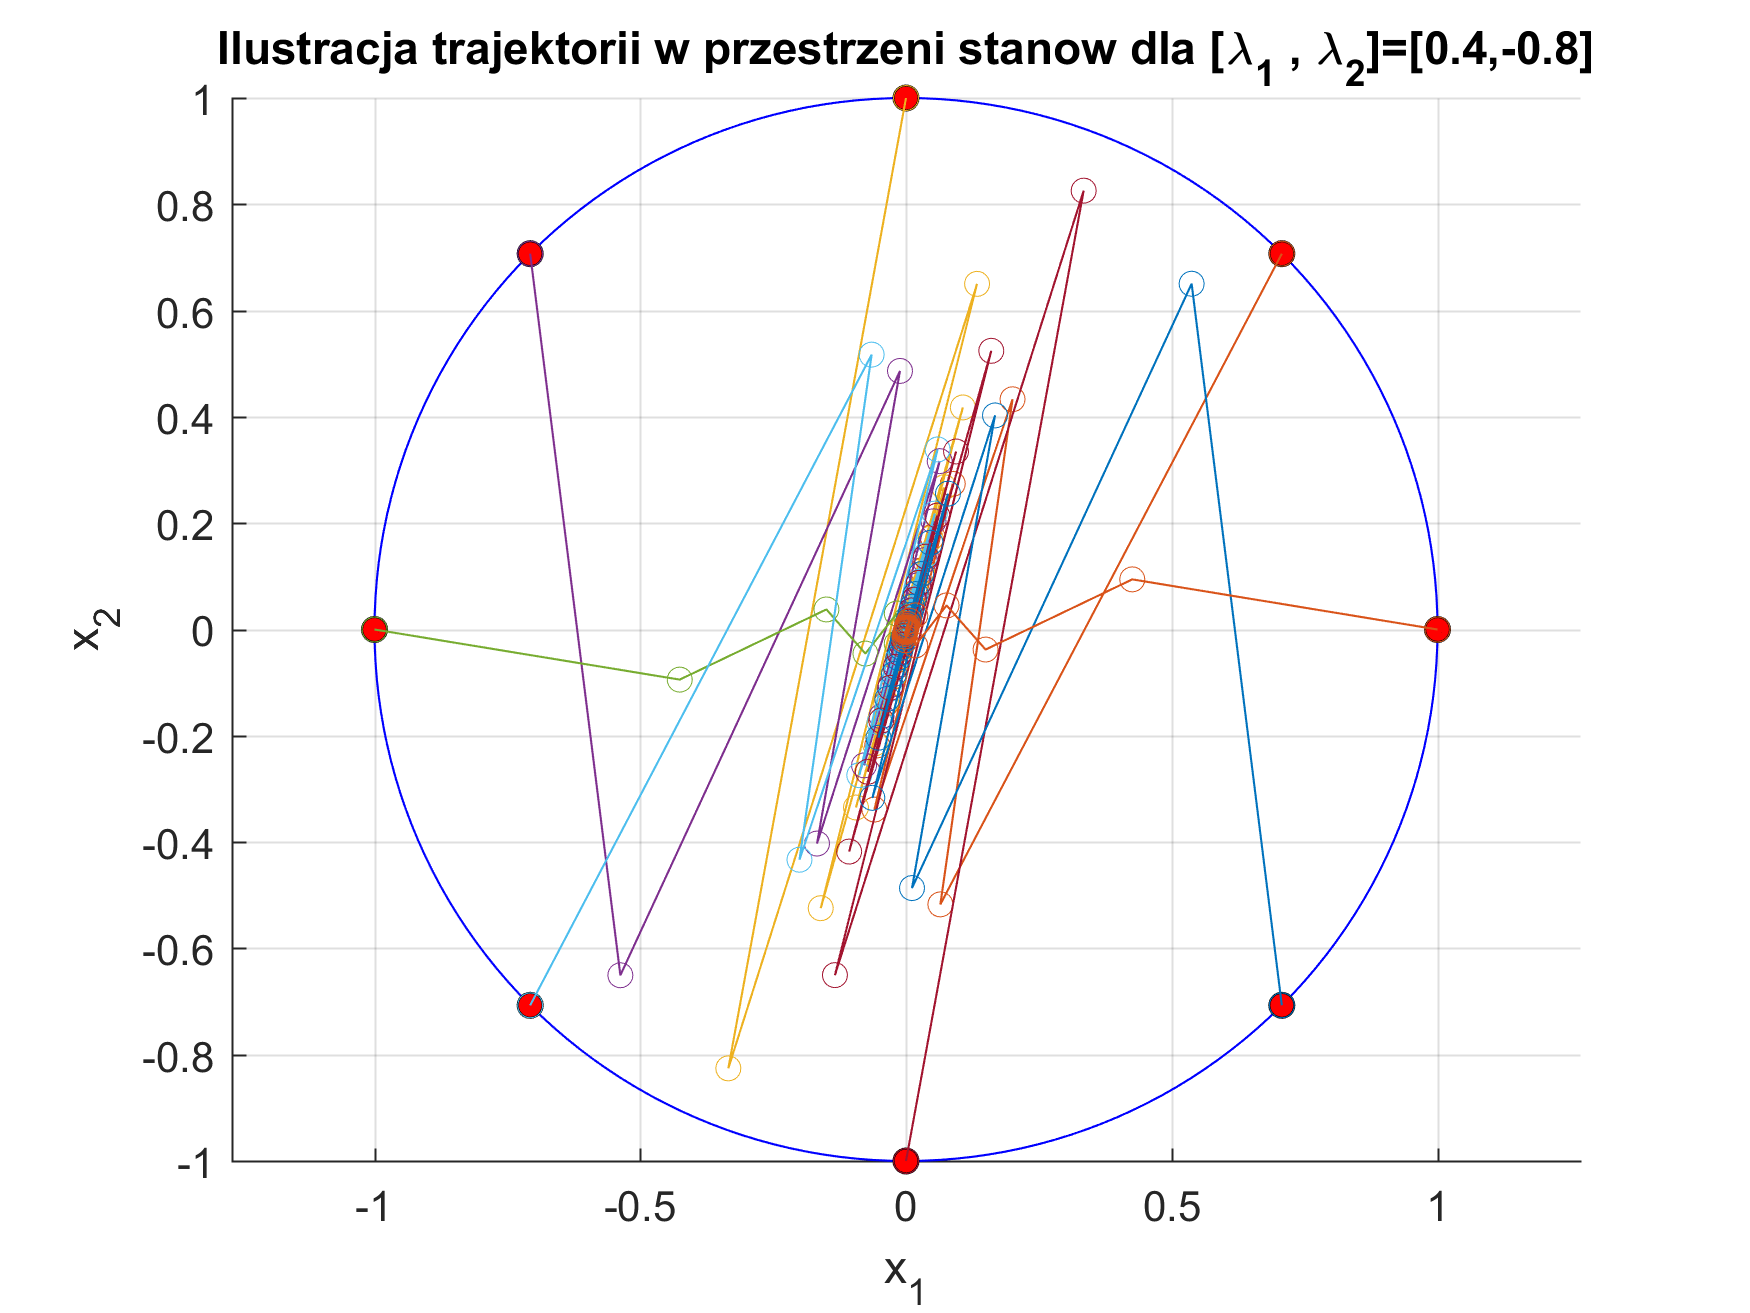 Ilustracja trajektorii w przestrzeni stanow dla [λ1 , λ2]=[0.4,-0.8]
1
0.8
0.6
0.4
0.2
0
-0.2
-0.4
-0.6
-0.8
-1
x2
-1 -0.5 0 0.5 1
x1